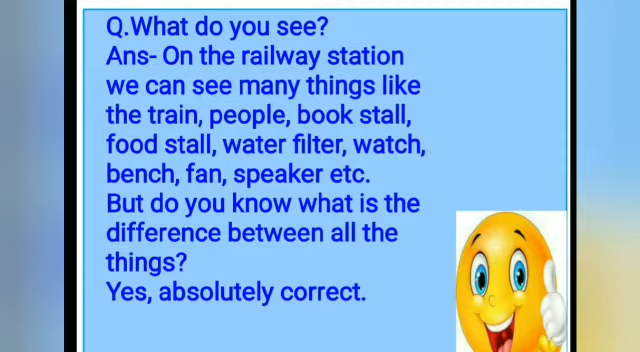 Q.What do you see?
Ans- On the railway station
we can see many things like
the train, people, book stall,
food stall, water filter, watch,
bench, fan, speaker etc.
But do you know what is the
difference between all the
things?
Yes, absolutely correct.